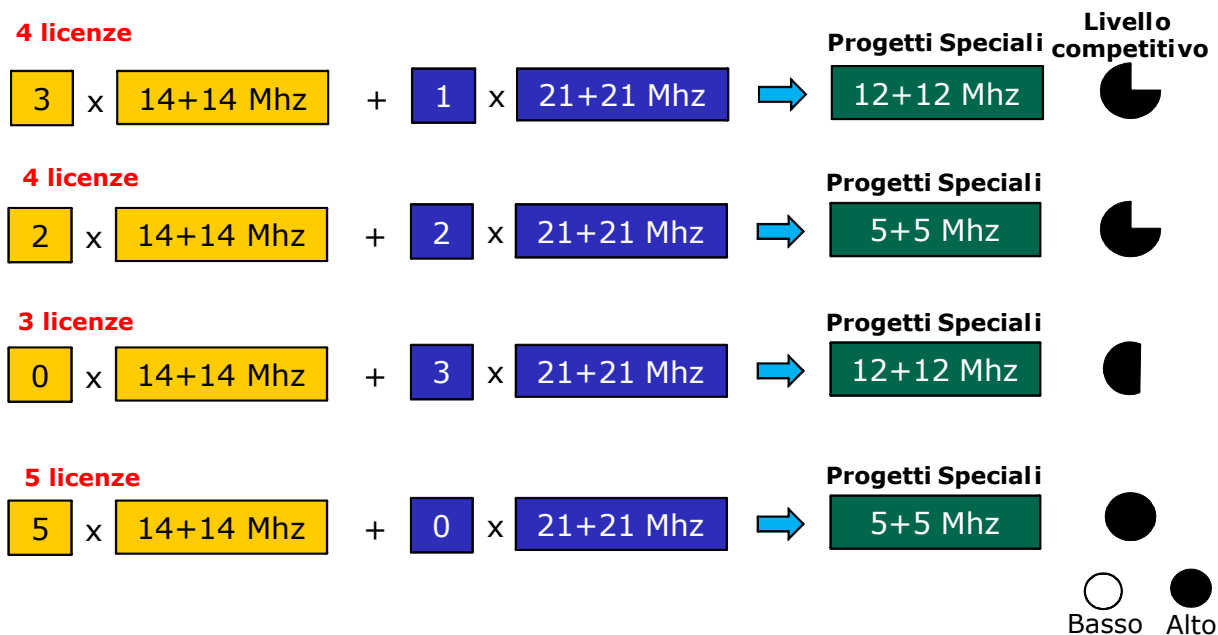 4 licenze
Progetti Speciali
Livello competitivo
3 x 14+14 Mhz + 1 x 21+21 Mhz 12+12 Mhz
4 licenze
Progetti Speciali
2 x 14+14 Mhz + 2 x 21+21 Mhz 5+5 Mhz
3 licenze
Progetti Speciali
0 x 14+14 Mhz + 3 x 21+21 Mhz 12+12 Mhz
5 licenze
Progetti Speciali
5 x 14+14 Mhz + 0 x 21+21 Mhz 5+5 Mhz
Basso Alto